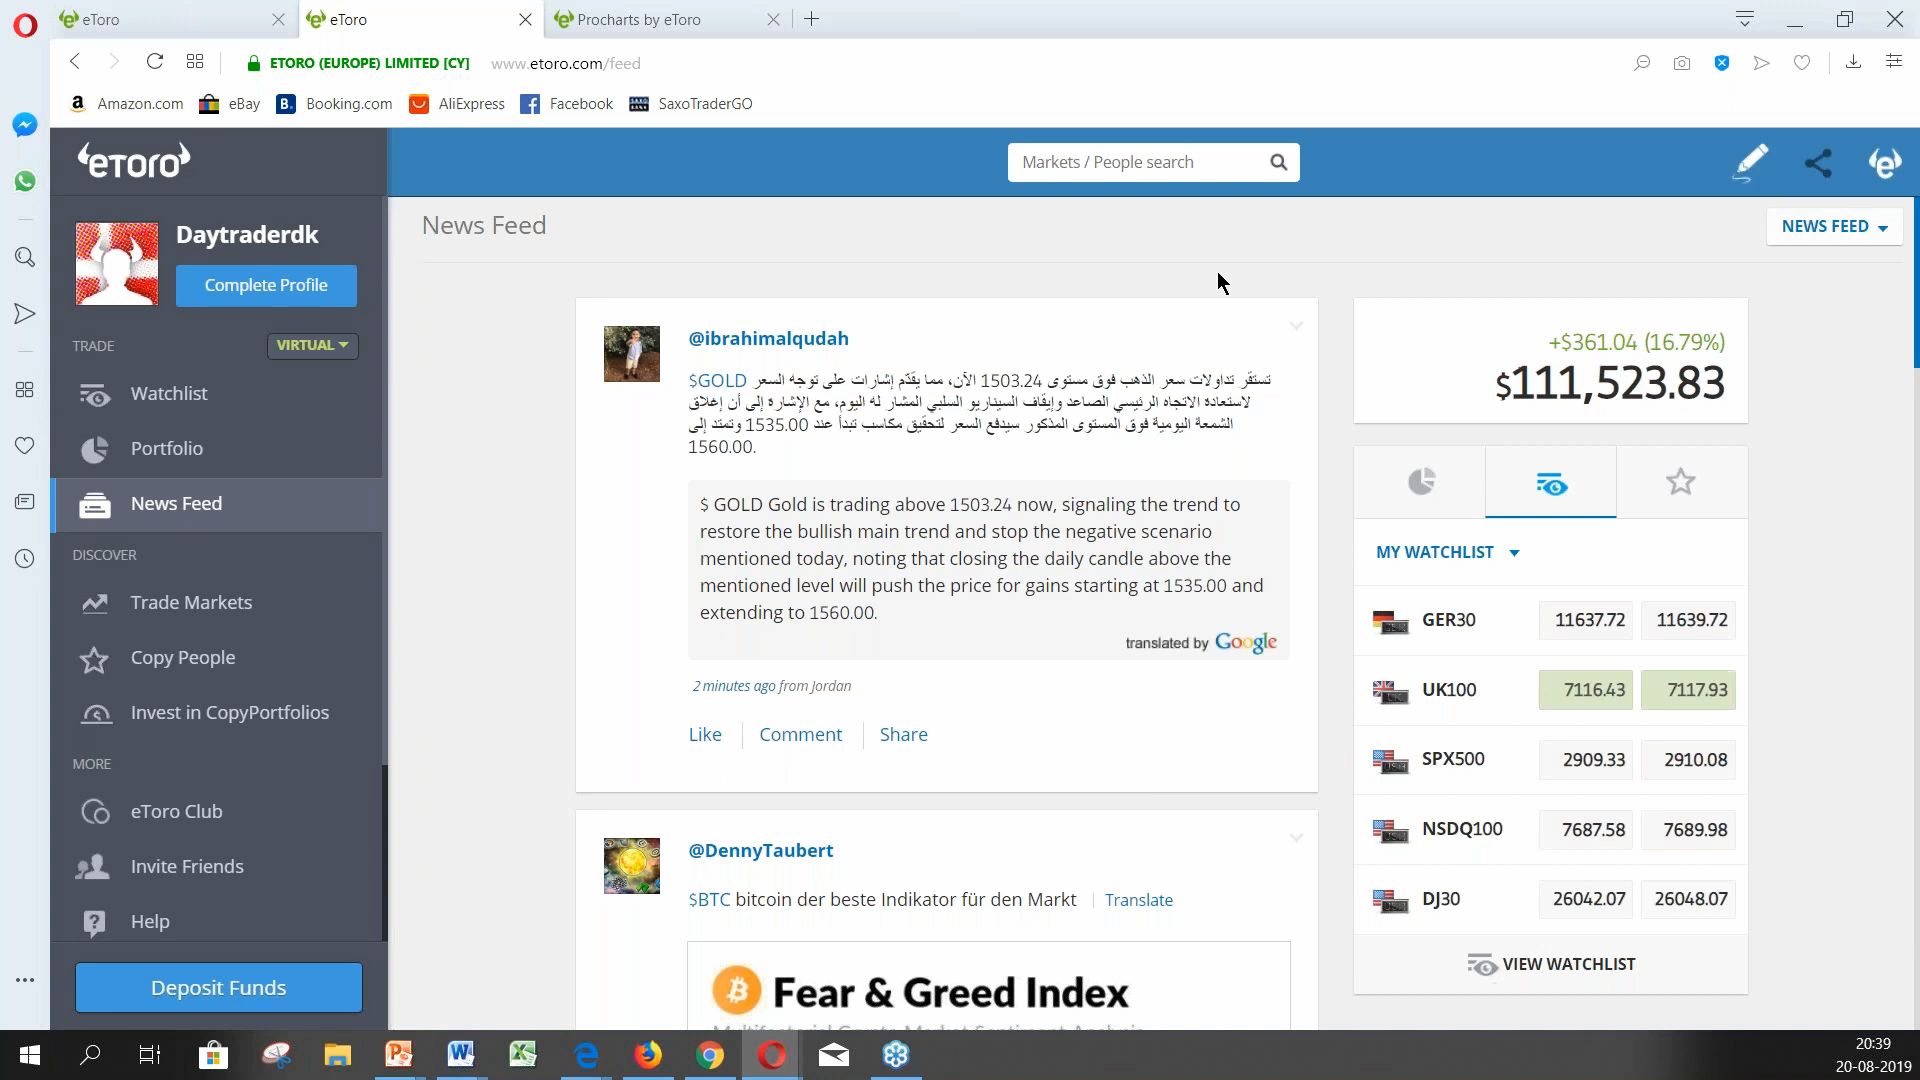 eToro
eToro
Procharts by eToro
ETORO (EUROPE) LIMITED [CY]
www.etoro.com/feed
Amazon.com
eBay
Booking.com
AliExpress
Facebook
SaxoTraderGO
eToro
Markets / People search
Daytraderdk
Complete Profile
TRADE
VIRTUAL
Watchlist
Portfolio
News Feed
DISCOVER
Trade Markets
Copy People
Invest in CopyPortfolios
MORE
eToro Club
Invite Friends
Help
Deposit Funds
News Feed
NEWS FEED
@ibrahimalqudah
$GOLD تستقر تداولات سعر الذهب فوق مستوى 1503.24 الآن، مما يقدّم إشارات على توجه السعر
لاستعادة الاتجاه الرئيسي الصاعد وإيقاف السيناريو السلبي المشار له اليوم، مع الإشارة إلى أن إغلاق
الشمعة اليومية فوق المستوى المذكور سيدفع السعر لتحقيق مكاسب تبدأ عند 1535.00 وتمتد إلى
1560.00.
$ GOLD Gold is trading above 1503.24 now, signaling the trend to
restore the bullish main trend and stop the negative scenario
mentioned today, noting that closing the daily candle above the
mentioned level will push the price for gains starting at 1535.00 and
extending to 1560.00.
translated by Google
2 minutes ago from Jordan
Like
Comment
Share
@DennyTaubert
$BTC bitcoin der beste Indikator für den Markt
Translate
Fear & Greed Index
Multifactorial Crypto Market Sentiment Analysis
+$361.04 (16.79%)
$111,523.83
MY WATCHLIST
GER30 11637.72 11639.72
UK100 7116.43 7117.93
SPX500 2909.33 2910.08
NSDQ100 7687.58 7689.98
DJ30 26042.07 26048.07
VIEW WATCHLIST
20:39
20-08-2019